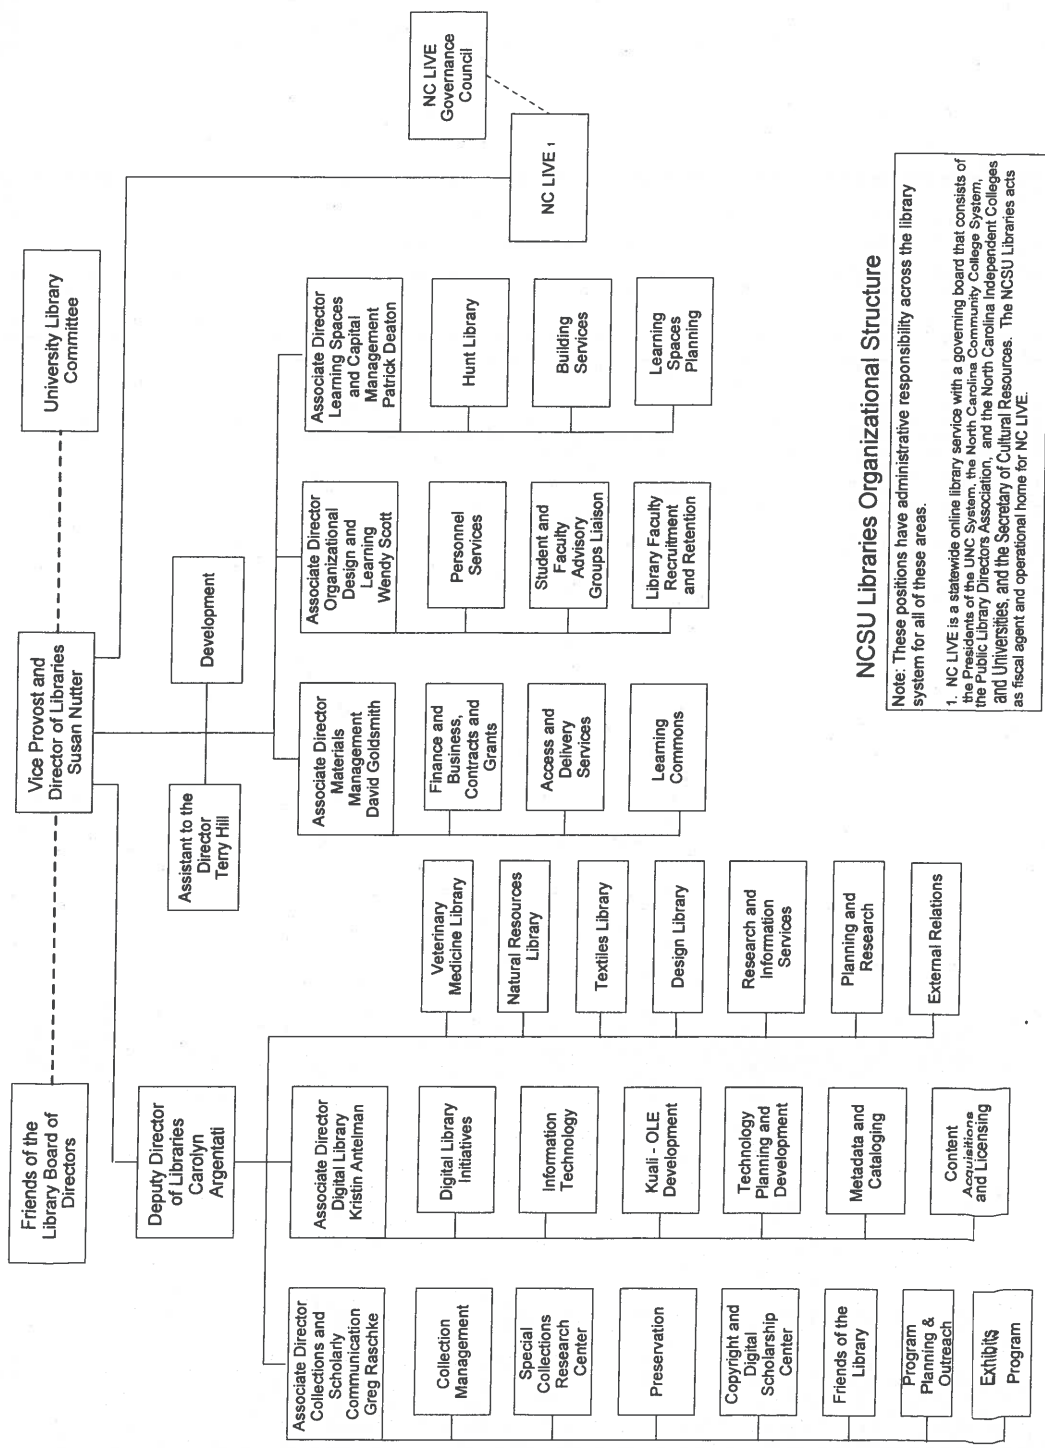 Friends of the
Library Board of
Directors
Vice Provost and
Director of Libraries
Susan Nutter
University Library
Committee
NC LIVE
Governance
Council
NC LIVE 1
Assistant to the
Director
Terry Hill
Development
Deputy Director
of Libraries
Carolyn
Argentati
Associate Director
Collections and
Scholarly
Communication
Greg Raschke
Collection
Management
Special
Collections
Research
Center
Preservation
Copyright and
Digital
Scholarship
Center
Friends of the
Library
Program
Planning &
Outreach
Exhibits
Program
Associate Director
Digital Library
Kristin Antelman
Digital Library
Initiatives
Information
Technology
Kuali - OLE
Development
Technology
Planning and
Development
Metadata and
Cataloging
Content
Acquisitions
and Licensing
Veterinary
Medicine Library
Natural Resources
Library
Textiles Library
Design Library
Research and
Information
Services
Planning and
Research
External Relations
Associate Director
Materials
Management
David Goldsmith
Finance and
Business,
Contracts and
Grants
Access and
Delivery
Services
Learning
Commons
Associate Director
Organizational
Design and
Learning
Wendy Scott
Personnel
Services
Student and
Faculty
Advisory
Groups Liaison
Library Faculty
Recruitment
and Retention
Associate Director
Learning Spaces
and Capital
Management
Patrick Deaton
Hunt Library
Building
Services
Learning
Spaces
Planning
NCSU Libraries Organizational Structure
Note: These positions have administrative responsibility across the library
system for all of these areas.
1. NC LIVE is a statewide online library service with a governing board that consists of
the Presidents of the UNC System, the North Carolina Community College System,
the Public Library Directors Association, and the North Carolina Independent Colleges
and Universities, and the Secretary of Cultural Resources. The NCSU Libraries acts
as fiscal agent and operational home for NC LIVE.